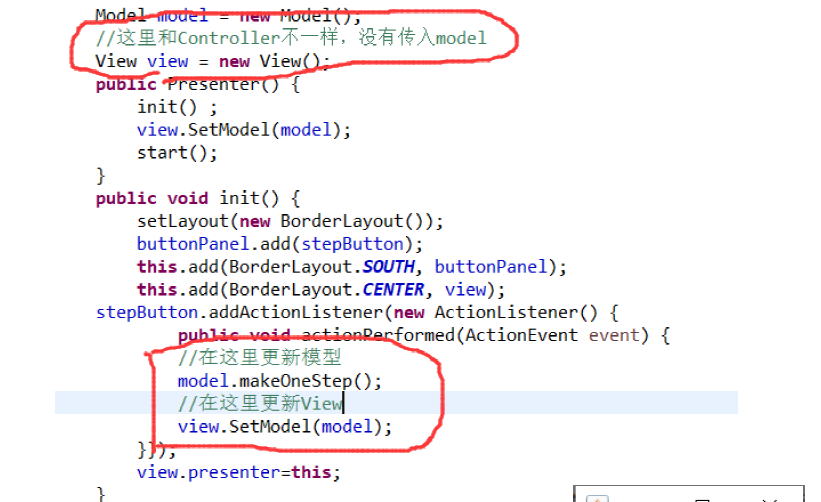 Model model = new Model();
//这里和Controller不一样，没有传入model
View view = new View();
public Presenter() {
init() ;
view.SetModel(model);
start();
}
public void init() {
setLayout(new BorderLayout());
buttonPanel.add(stepButton);
this.add(BorderLayout.SOUTH, buttonPanel);
this.add(BorderLayout.CENTER, view);
stepButton.addActionListener(new ActionListener() {
public void actionPerformed(ActionEvent event) {
//在这里更新模型
model.makeOneStep();
//在这里更新View
view.SetModel(model);
}});
view.presenter=this;
}